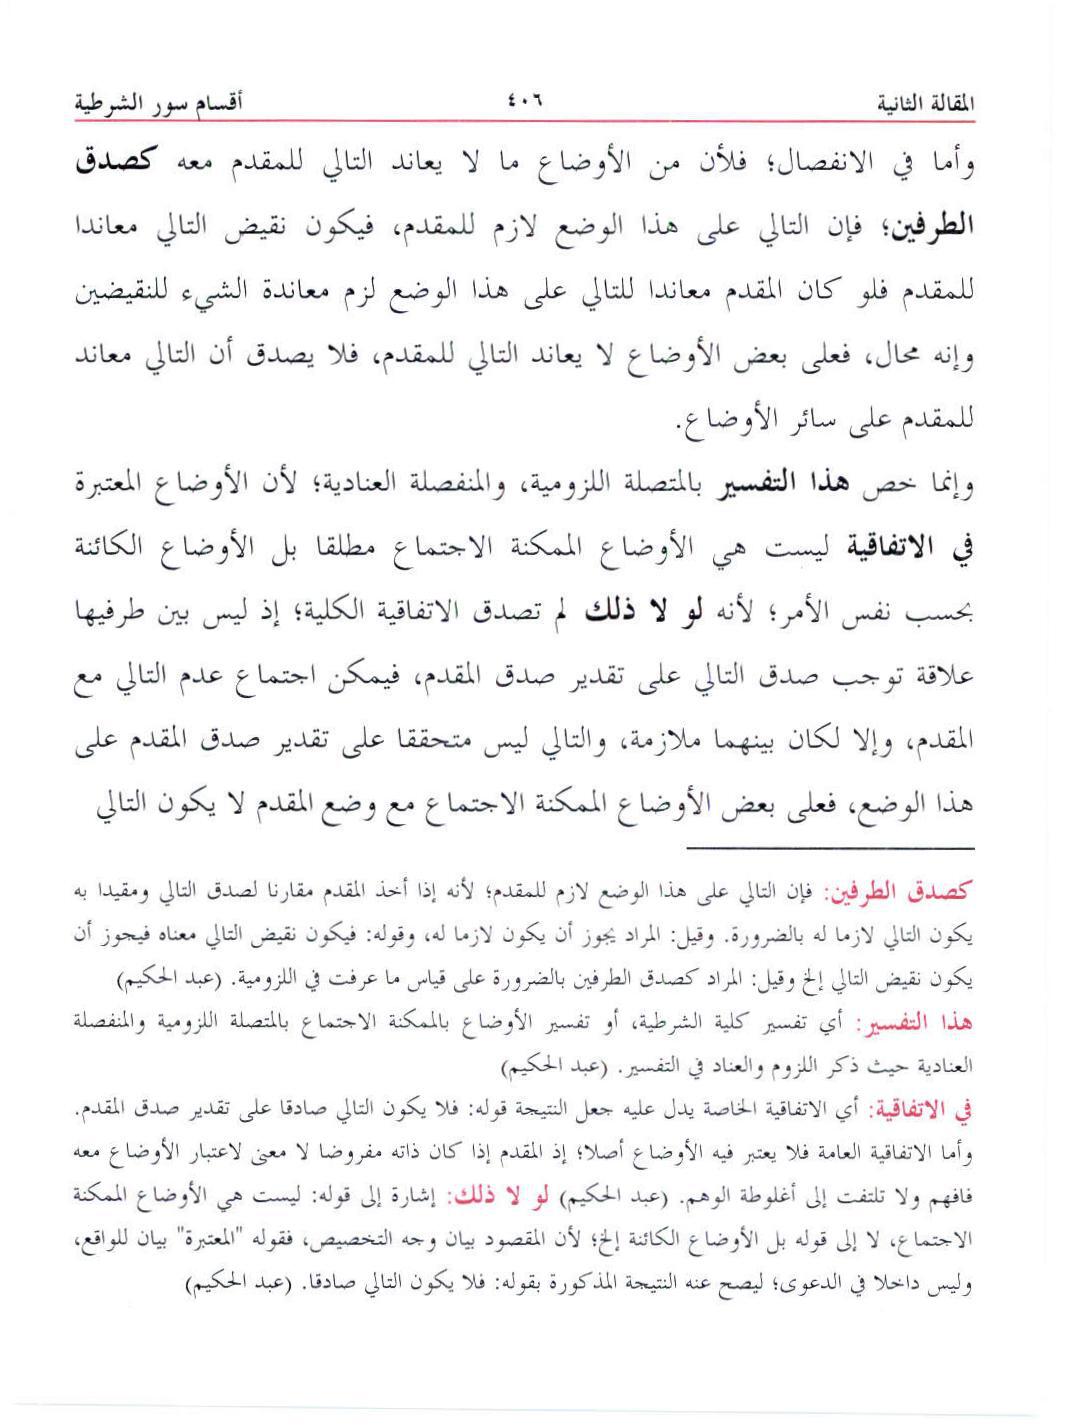 المقالة الثانية ٤٠٦ أقسام سور الشرطية
وأما في الانفصال؛ فلأن من الأوضاع ما لا يعاند التالي للمقدم معه كصدق
الطرفين؛ فإن التالي على هذا الوضع لازم للمقدم، فيكون نقيض التالي معاندا
للمقدم فلو كان المقدم معاندا للتالي على هذا الوضع لزم معاندة الشيء للنقيضين
وإنه محال، فعلى بعض الأوضاع لا يعاند التالي للمقدم، فلا يصدق أن التالي معاند
للمقدم على سائر الأوضاع.
وإنما خص هذا التفسير بالمتصلة اللزومية، والمنفصلة العنادية؛ لأن الأوضاع المعتبرة
في الاتفاقية ليست هي الأوضاع الممكنة الاجتماع مطلقا بل الأوضاع الكائنة
بحسب نفس الأمر؛ لأنه لو لا ذلك لم تصدق الاتفاقية الكلية؛ إذ ليس بين طرفيها
علاقة توجب صدق التالي على تقدير صدق المقدم، فيمكن اجتماع عدم التالي مع
المقدم، وإلا لكان بينهما ملازمة، والتالي ليس متحققا على تقدير صدق المقدم على
هذا الوضع، فعلى بعض الأوضاع الممكنة الاجتماع مع وضع المقدم لا يكون التالي
كصدق الطرفين: فإن التالي على هذا الوضع لازم للمقدم؛ لأنه إذا أخذ المقدم مقارنا لصدق التالي ومقيدا به
يكون التالي لازما له بالضرورة. وقيل: المراد يجوز أن يكون لازما له، وقوله: فيكون نقيض التالي معناه فيجوز أن
يكون نقيض التالي إلخ وقيل: المراد كصدق الطرفين بالضرورة على قياس ما عرفت في اللزومية. (عبد الحكيم)
هذا التفسير: أي تفسير كلية الشرطية، أو تفسير الأوضاع بالممكنة الاجتماع بالمتصلة اللزومية والمنفصلة
العنادية حيث ذكر اللزوم والعناد في التفسير. (عبد الحكيم)
في الاتفاقية: أي الاتفاقية الخاصة يدل عليه جعل النتيجة قوله: فلا يكون التالي صادقا على تقدير صدق المقدم.
وأما الاتفاقية العامة فلا يعتبر فيه الأوضاع أصلا؛ إذ المقدم إذا كان ذاته مفروضا لا معنى لاعتبار الأوضاع معه
فافهم ولا تلتفت إلى أغلوطة الوهم. (عبد الحكيم) لو لا ذلك: إشارة إلى قوله: ليست هي الأوضاع الممكنة
الاجتماع، لا إلى قوله بل الأوضاع الكائنة إلخ؛ لأن المقصود بيان وجه التخصيص، فقوله "المعتبرة" بيان للواقع،
وليس داخلا في الدعوى؛ ليصح عنه النتيجة المذكورة بقوله: فلا يكون التالي صادقا. (عبد الحكيم)